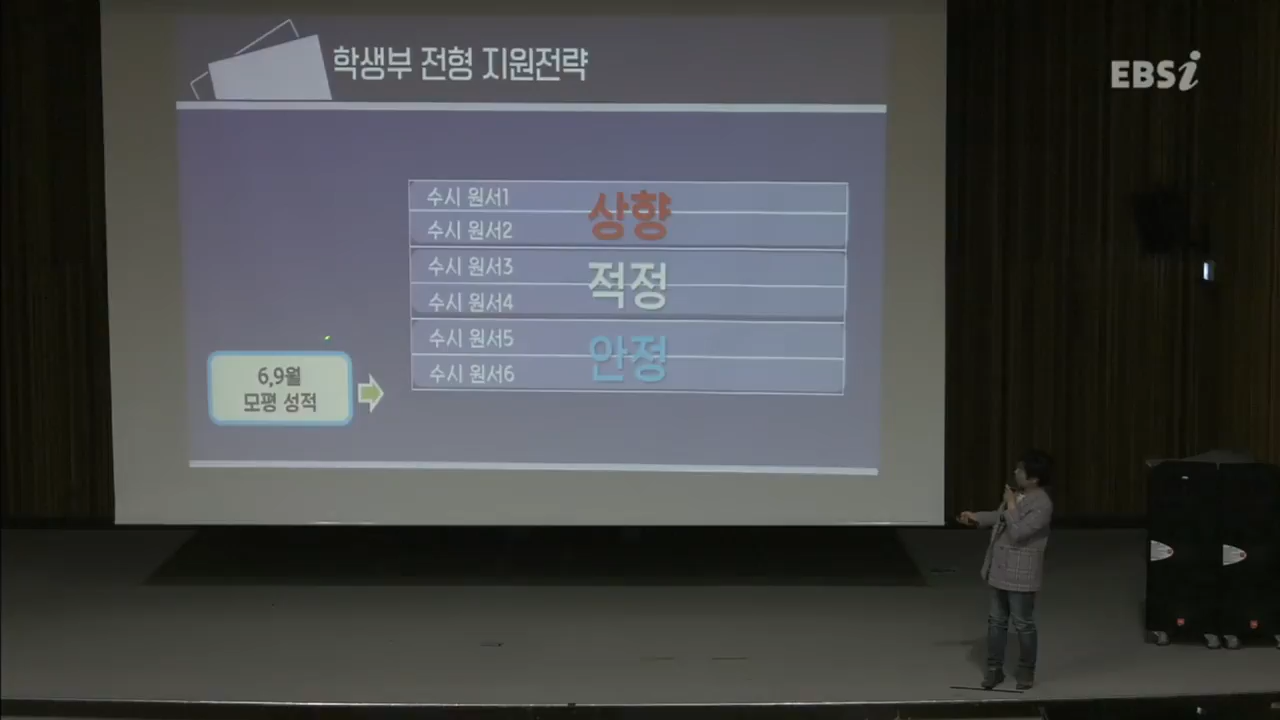 학생부 전형 지원전략
EBSi
수시 원서1
수시 원서2
상향
수시 원서3
수시 원서4
적정
수시 원서5
수시 원서6
안정
6,9월
모평 성적